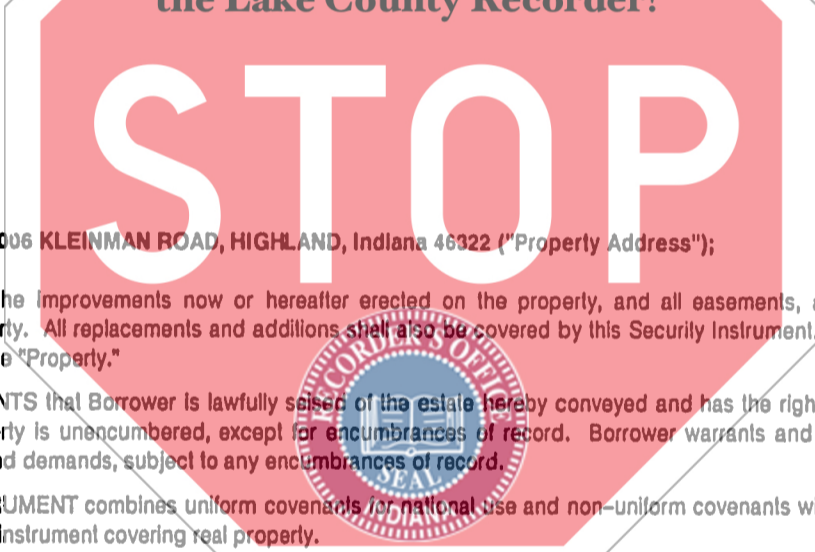 the Lake County Recorder!
STOP
006 KLEINMAN ROAD, HIGHLAND, Indiana 46322 ("Property Address");
he improvements now or hereafter erected on the property, and all easements, a
rty. All replacements and additions shall also be covered by this Security Instrument.
e "Property."
NTS that Borrower is lawfully seised of the estate hereby conveyed and has the righ
rty is unencumbered, except for encumbrances of record. Borrower warrants and
d demands, subject to any encumbrances of record.
UMENT combines uniform covenants for national use and non-uniform covenants wi
instrument covering real property.
RECORDER'S OFFICE
SEAL
INDIANA